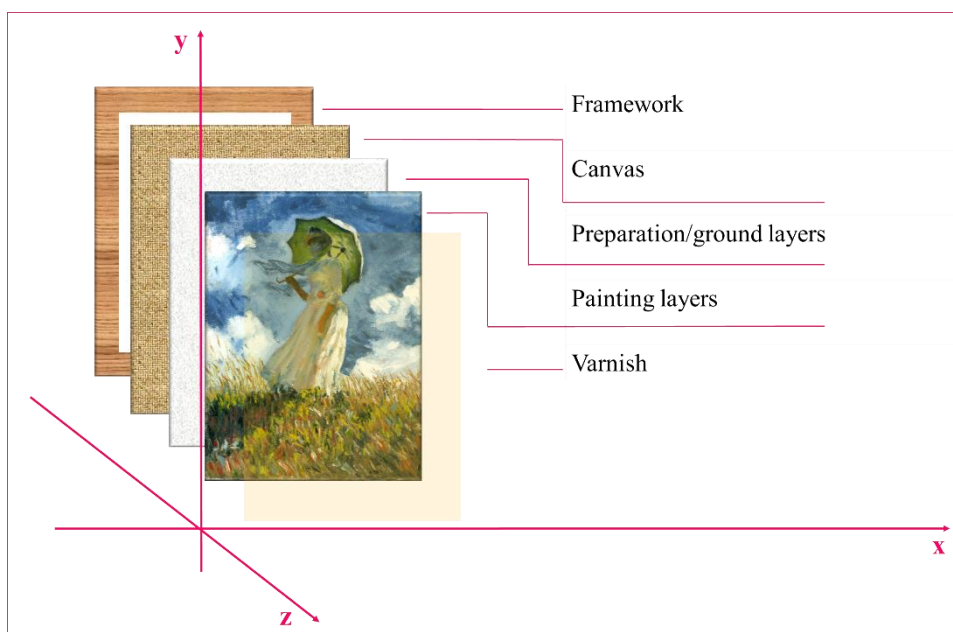 y
Framework
Canvas
Preparation/ground layers
Painting layers
Varnish
x
z